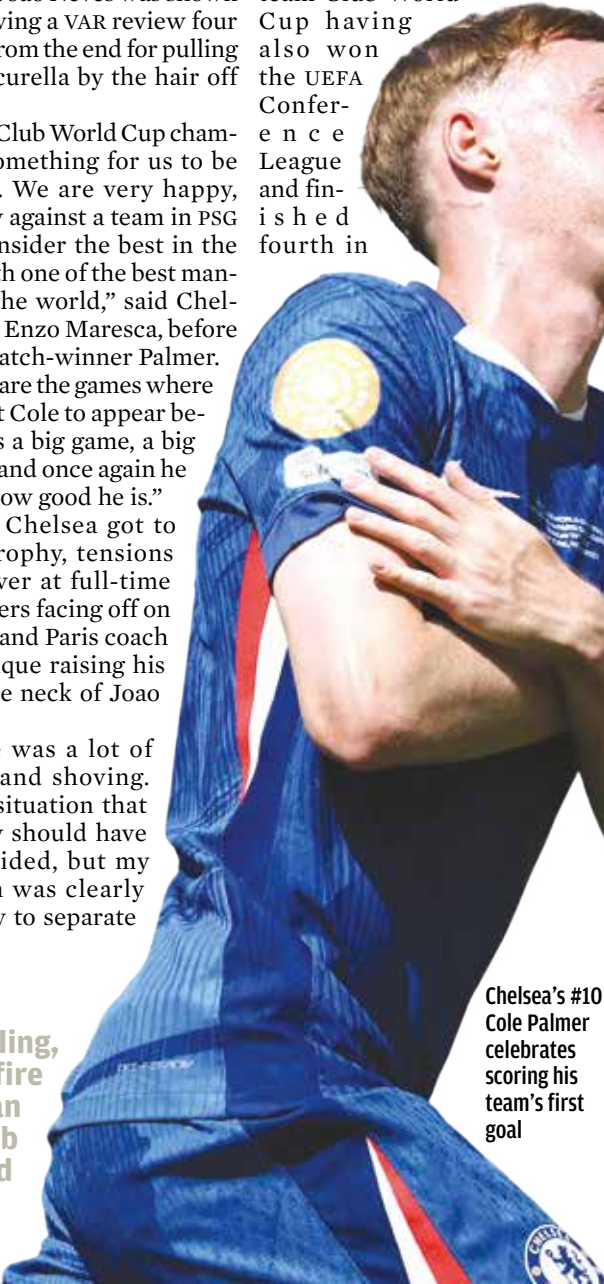 Neves was shown
ving a VAR review four
from the end for pulling
curella by the hair off
Club World Cup cham-
omething for us to be
. We are very happy,
y against a team in PSG
nsider the best in the
th one of the best man-
he world,” said Chel-
Enzo Maresca, before
atch-winner Palmer.
are the games where
t Cole to appear be-
s a big game, a big
and once again he
ow good he is.”
Chelsea got to
rophy, tensions
ver at full-time
ers facing off on
and Paris coach
ique raising his
e neck of Joao
e was a lot of
and shoving.
situation that
y should have
ided, but my
n was clearly
y to separate
ling,
fire
an
b
d
team Club World
Cup having
also won
the UEFA
Confer-
ence
League
and fin-
ished
fourth in
Chelsea’s #10
Cole Palmer
celebrates
scoring his
team’s first
goal
CHELSEA